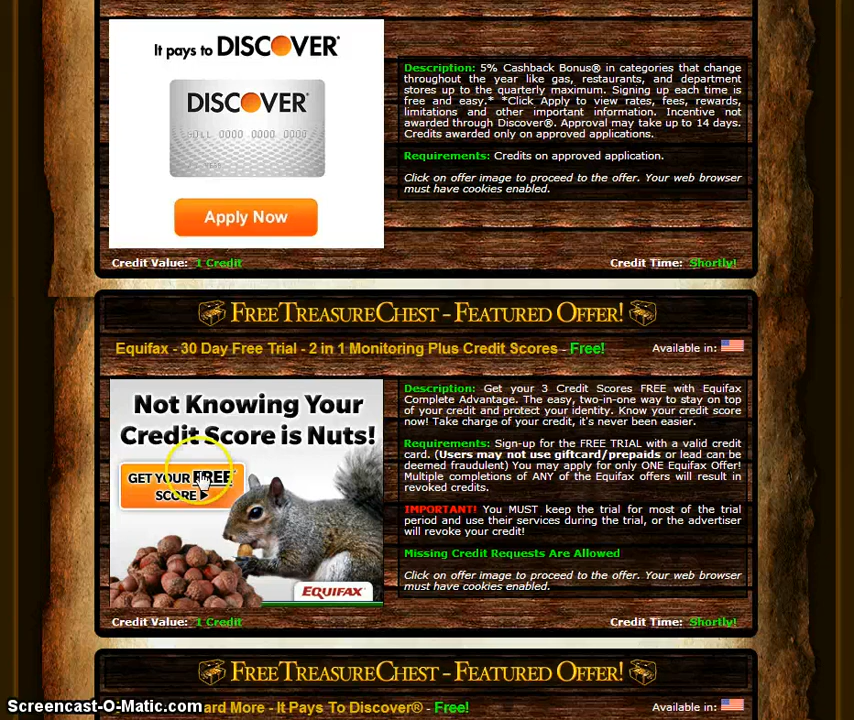 It pays to DISCOVER
DISCOVER
6011 0000 0000 0000
Apply Now
Description: 5% Cashback Bonus® in categories that change
throughout the year like gas, restaurants, and department
stores up to the quarterly maximum. Signing up each time is
free and easy.* *Click Apply to view rates, fees, rewards,
limitations and other important information. Incentive not
awarded through Discover®. Approval may take up to 14 days.
Credits awarded only on approved applications.
Requirements: Credits on approved application.
Click on offer image to proceed to the offer. Your web browser
must have cookies enabled.
Credit Value: 1 Credit
Credit Time: Shortly!
FreeTreasureChest - Featured Offer!
Equifax - 30 Day Free Trial - 2 in 1 Monitoring Plus Credit Scores - Free!
Available in:
Not Knowing Your
Credit Score is Nuts!
GET YOUR FREE
SCORE
EQUIFAX
Description: Get your 3 Credit Scores FREE with Equifax
Complete Advantage. The easy, two-in-one way to stay on top
of your credit and protect your identity. Know your credit score
now! Take charge of your credit, it's never been easier.
Requirements: Sign-up for the FREE TRIAL with a valid credit
card. (Users may not use giftcard/prepaids or lead can be
deemed fraudulent) You may apply for only ONE Equifax Offer!
Multiple completions of ANY of the Equifax offers will result in
revoked credits.
IMPORTANT! You MUST keep the trial for most of the trial
period and use their services during the trial, or the advertiser
will revoke your credit!
Missing Credit Requests Are Allowed
Click on offer image to proceed to the offer. Your web browser
must have cookies enabled.
Credit Value: 1 Credit
Credit Time: Shortly!
FreeTreasureChest - Featured Offer!
Screencast-O-Matic.com
ard More - It Pays To Discover® - Free!
Available in: